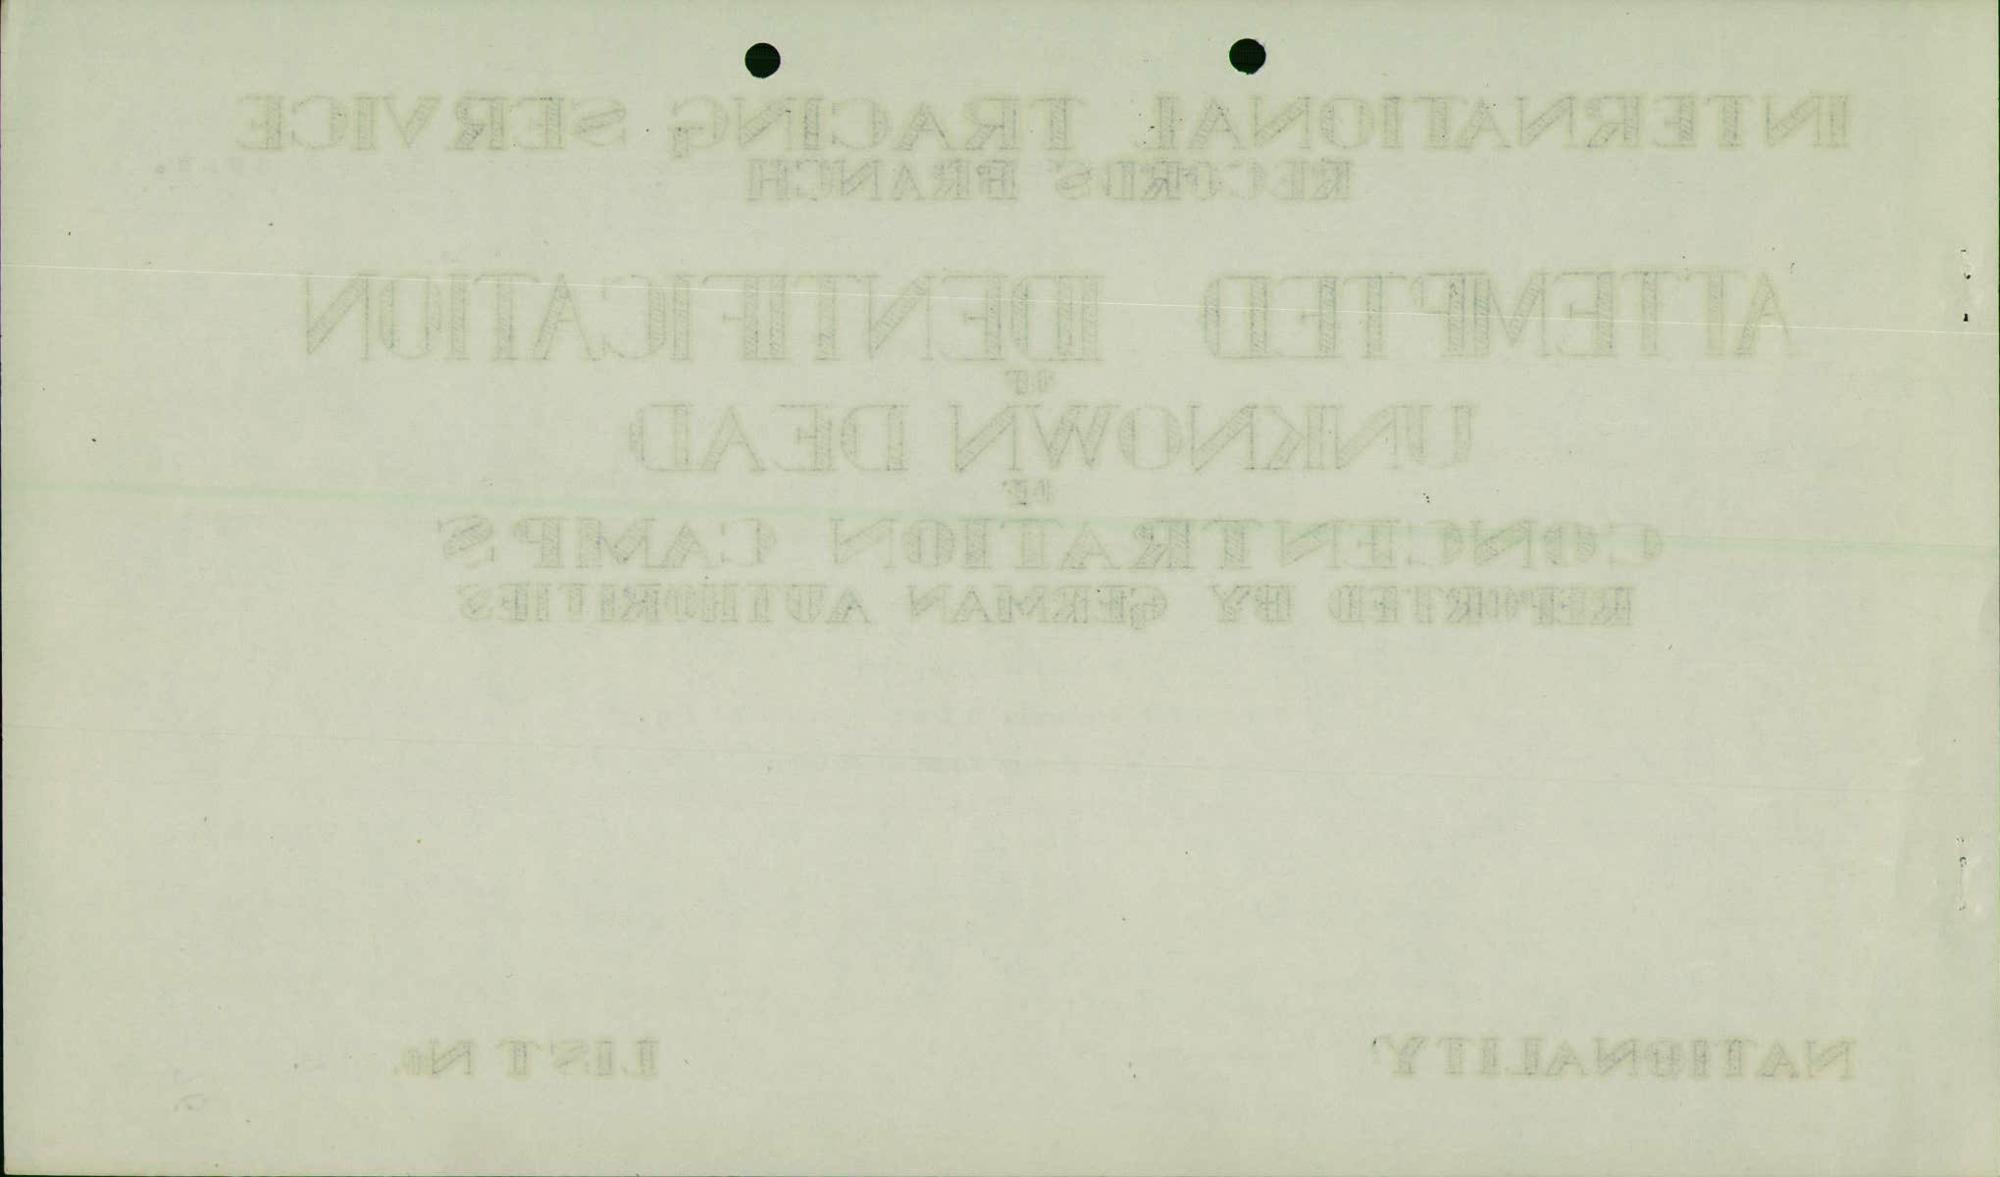 INTERNATIONAL TRACING SERVICE
RECORDS BRANCH
ATTEMPTED IDENTIFICATION
OF
UNKNOWN DEAD
OF
CONCENTRATION CAMPS
REPORTED BY GERMAN AUTHORITIES
NATIONALITY LIST No.